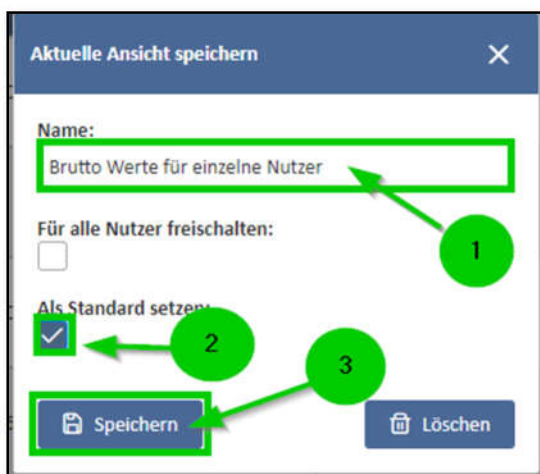 Aktuelle Ansicht speichern
Name:
Brutto Werte für einzelne Nutzer
1
Für alle Nutzer freischalten:
Als Standard setzen:
2
3
Speichern
Löschen